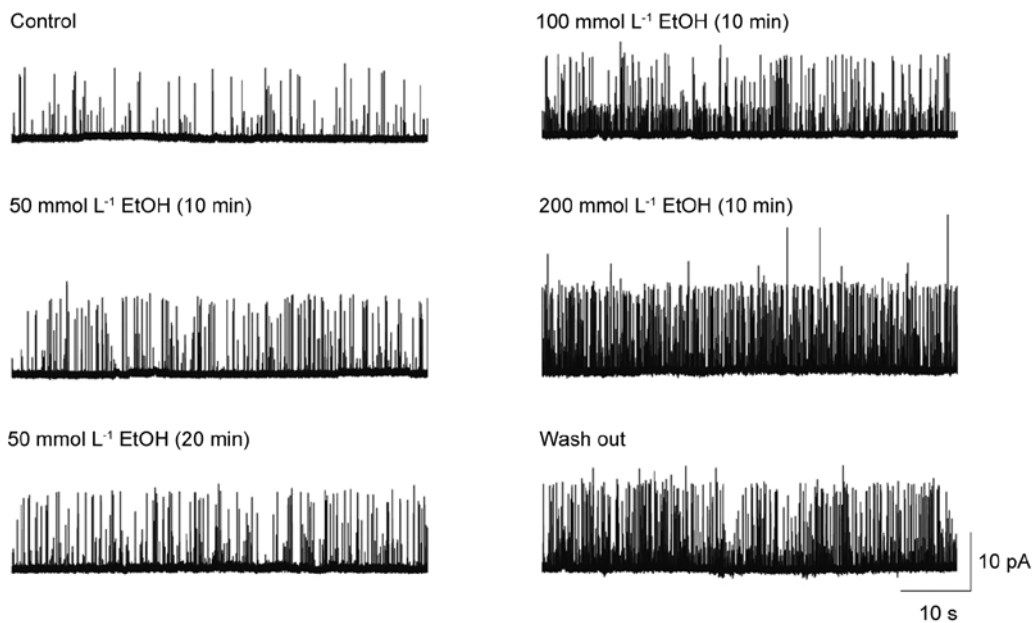 Control
50 mmol L⁻¹ EtOH (10 min)
50 mmol L⁻¹ EtOH (20 min)
100 mmol L⁻¹ EtOH (10 min)
200 mmol L⁻¹ EtOH (10 min)
Wash out
10 pA
10 s